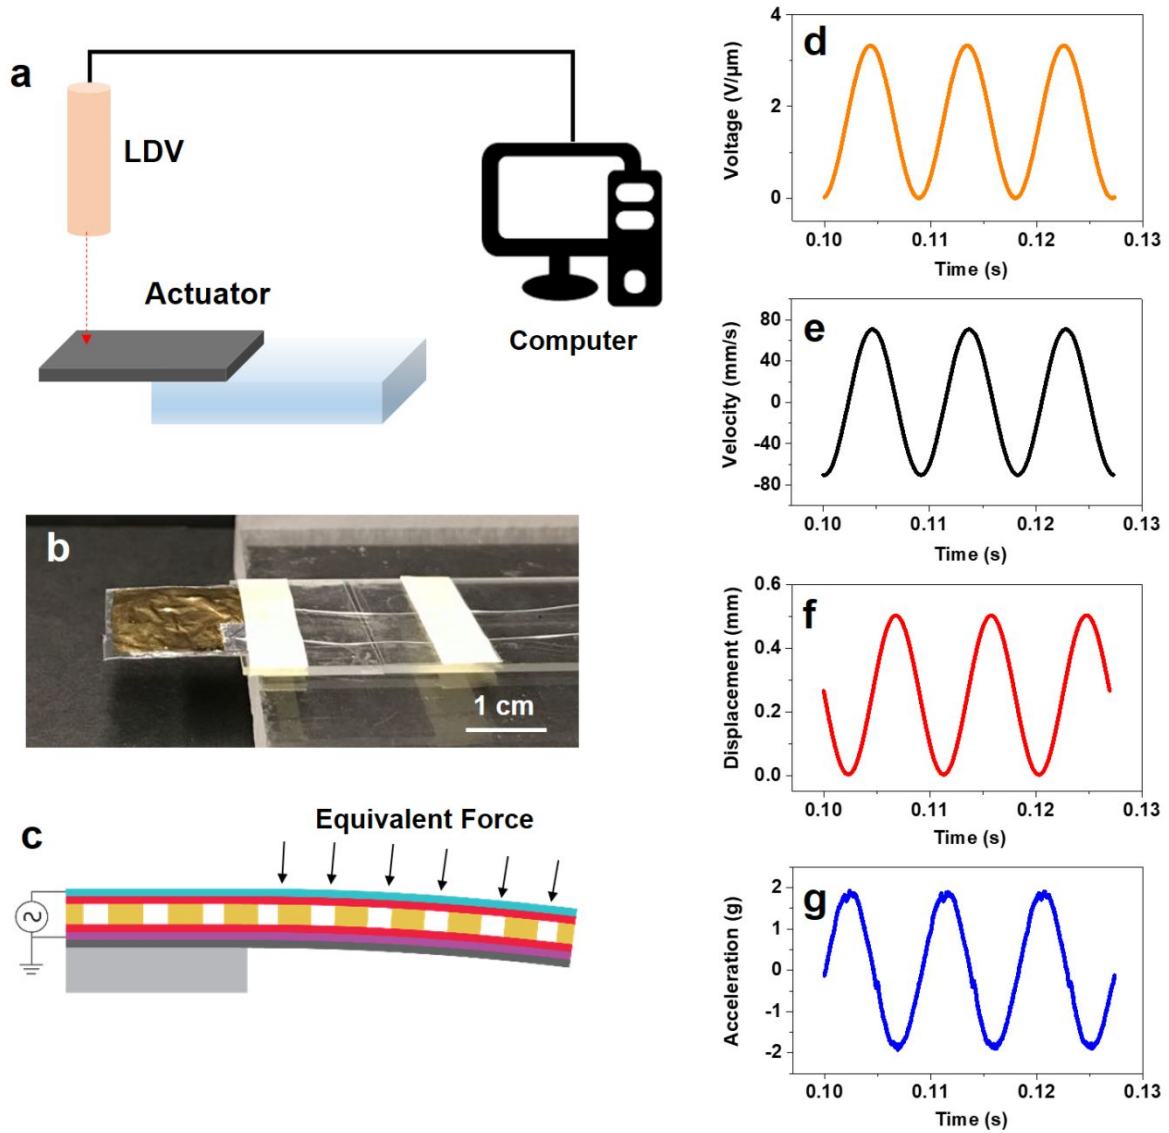 a
LDV
Actuator
Computer
b
1 cm
c
Equivalent Force
d
Voltage (V/μm)
4
2
0
0.10 0.11 0.12 0.13
Time (s)
e
Velocity (mm/s)
80
40
0
-40
-80
0.10 0.11 0.12 0.13
Time (s)
f
Displacement (mm)
0.6
0.4
0.2
0.0
0.10 0.11 0.12 0.13
Time (s)
g
Acceleration (g)
2
1
0
-1
-2
0.10 0.11 0.12 0.13
Time (s)